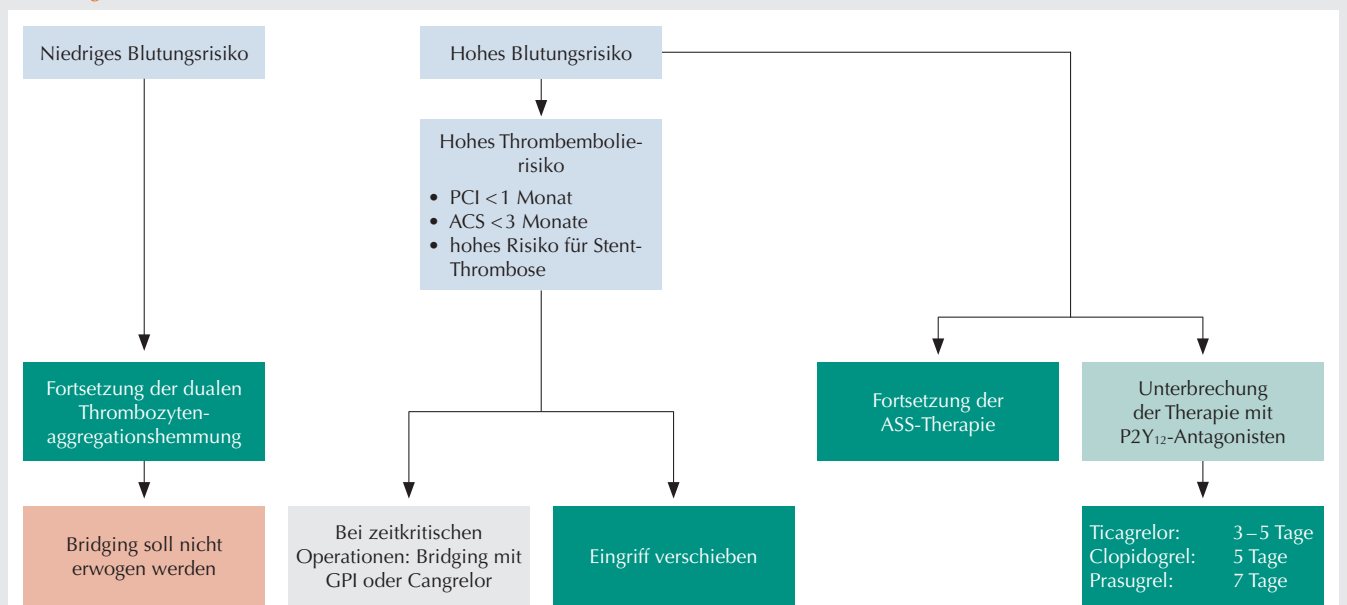 Niedriges Blutungsrisiko
Hohes Blutungsrisiko
Hohes Thrombembolie-
risiko
• PCI <1 Monat
• ACS <3 Monate
• hohes Risiko für Stent-
Thrombose
Fortsetzung der dualen
Thrombozyten-
aggregationshemmung
Fortsetzung der
ASS-Therapie
Unterbrechung
der Therapie mit
P2Y₁₂-Antagonisten
Bridging soll nicht
erwogen werden
Bei zeitkritischen
Operationen: Bridging mit
GPI oder Cangrelor
Eingriff verschieben
Ticagrelor: 3–5 Tage
Clopidogrel: 5 Tage
Prasugrel: 7 Tage